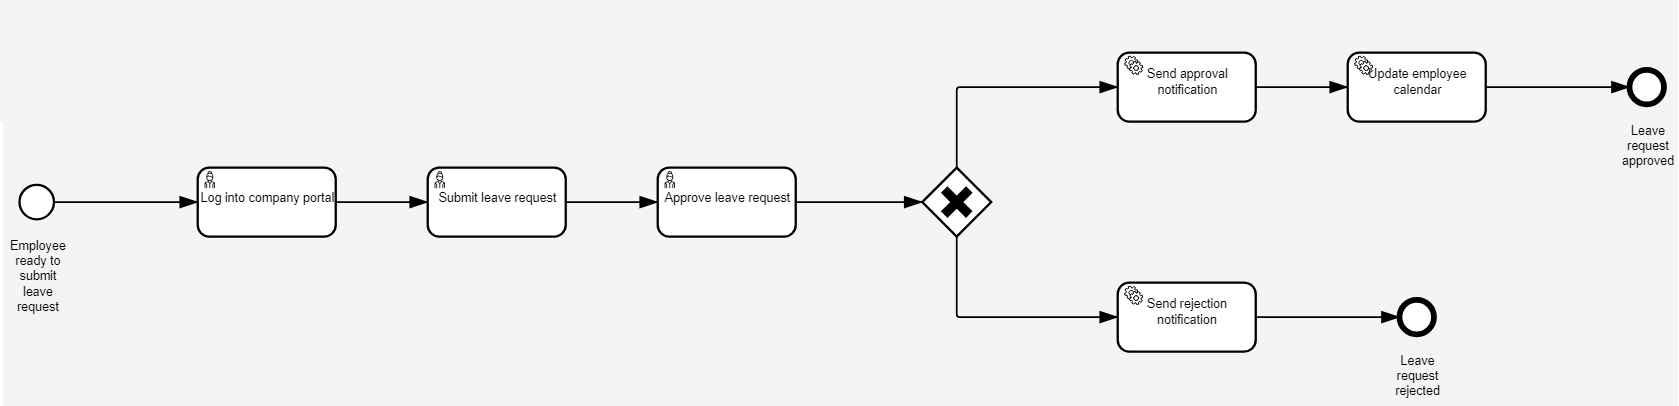 Employee
ready to
submit
leave
request
Log into company portal
Submit leave request
Approve leave request
Send approval
notification
Update employee
calendar
Leave
request
approved
Send rejection
notification
Leave
request
rejected